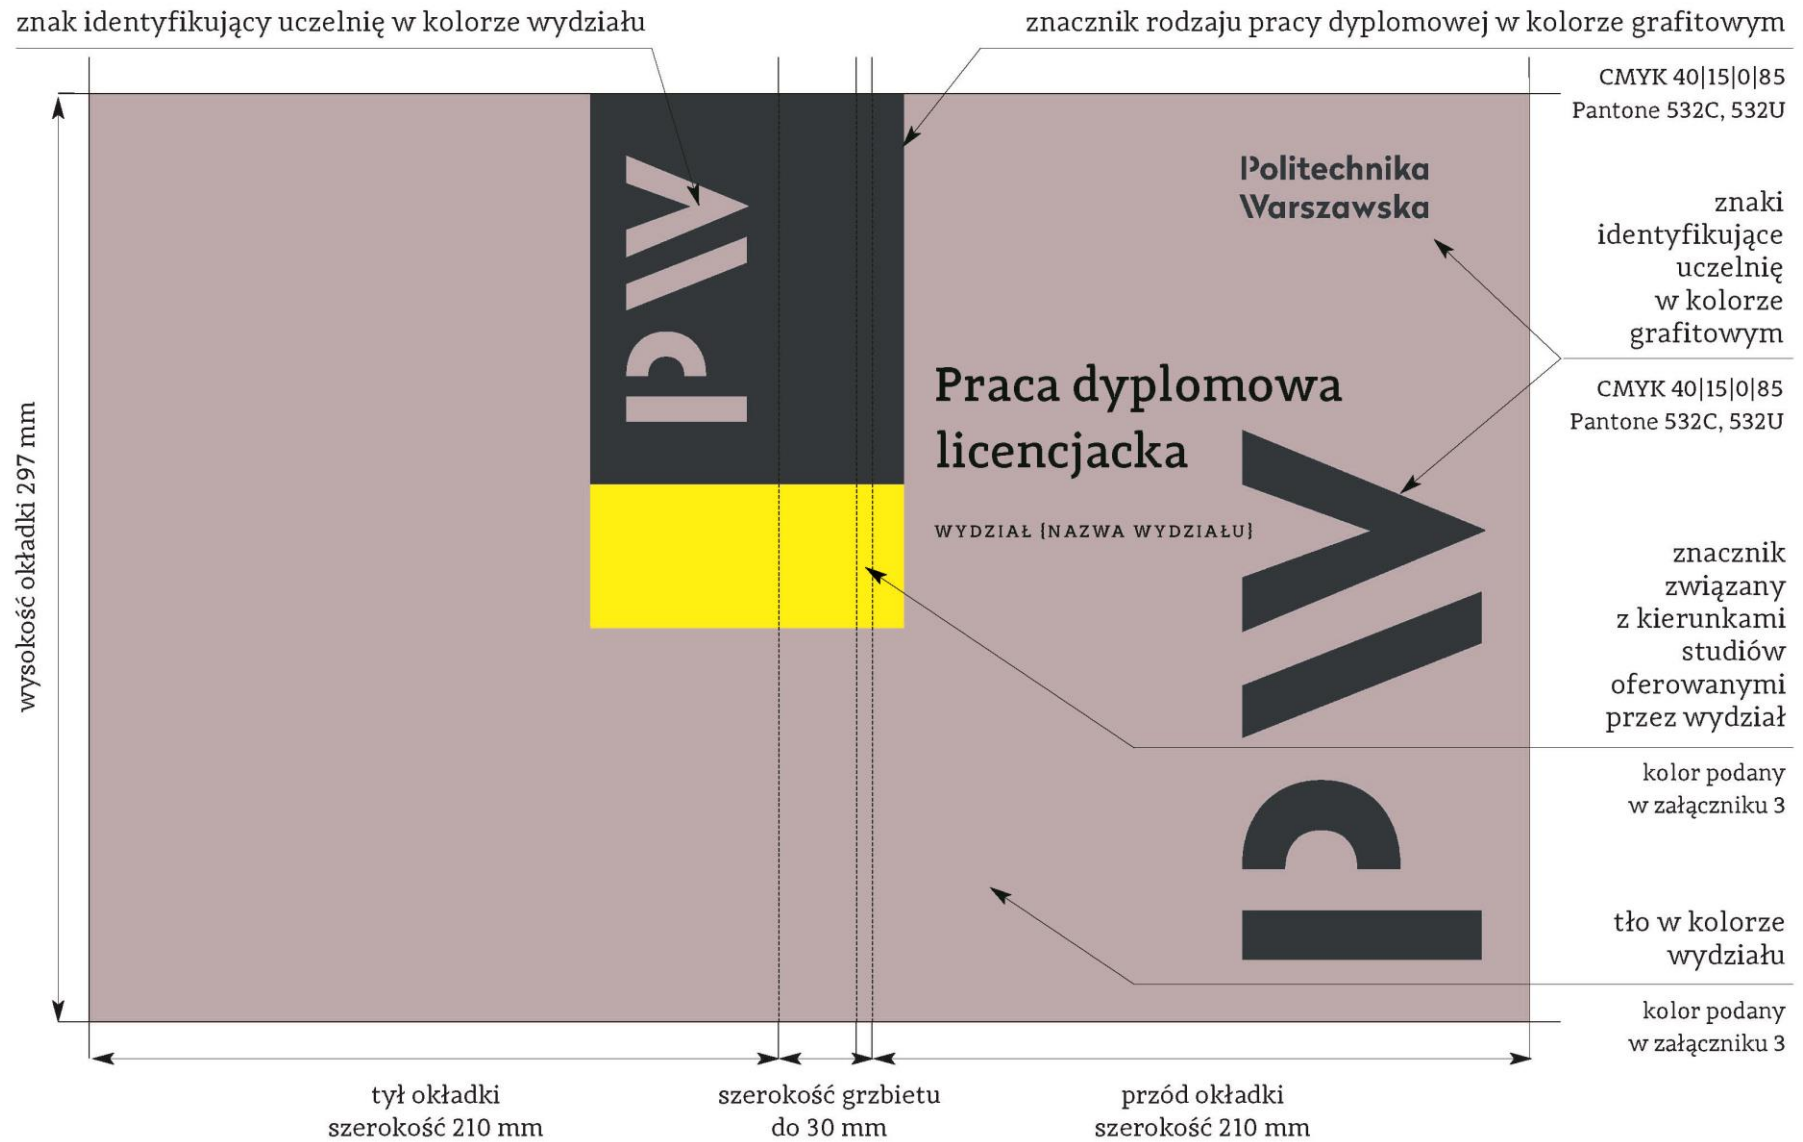 znak identyfikujący uczelnię w kolorze wydziału
znacznik rodzaju pracy dyplomowej w kolorze grafitowym
CMYK 40|15|0|85
Pantone 532C, 532U
PW
Politechnika
Warszawska
znaki
identyfikujące
uczelnię
w kolorze
grafitowym
CMYK 40|15|0|85
Pantone 532C, 532U
Praca dyplomowa
licencjacka
WYDZIAŁ {NAZWA WYDZIAŁU}
PW
znacznik
związany
z kierunkami
studiów
oferowanymi
przez wydział
kolor podany
w załączniku 3
tło w kolorze
wydziału
kolor podany
w załączniku 3
wysokość okładki 297 mm
tył okładki
szerokość 210 mm
szerokość grzbietu
do 30 mm
przód okładki
szerokość 210 mm